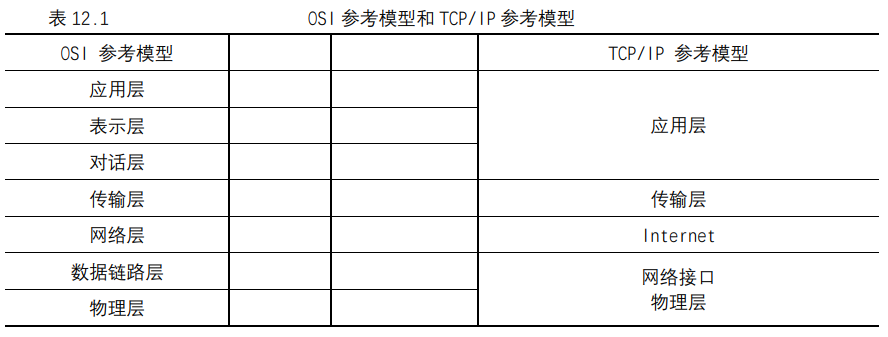 表 12.1 OSI 参考模型和 TCP/IP 参考模型
OSI 参考模型 TCP/IP 参考模型
应用层
表示层 应用层
对话层
传输层 传输层
网络层 Internet
数据链路层 网络接口
物理层 物理层